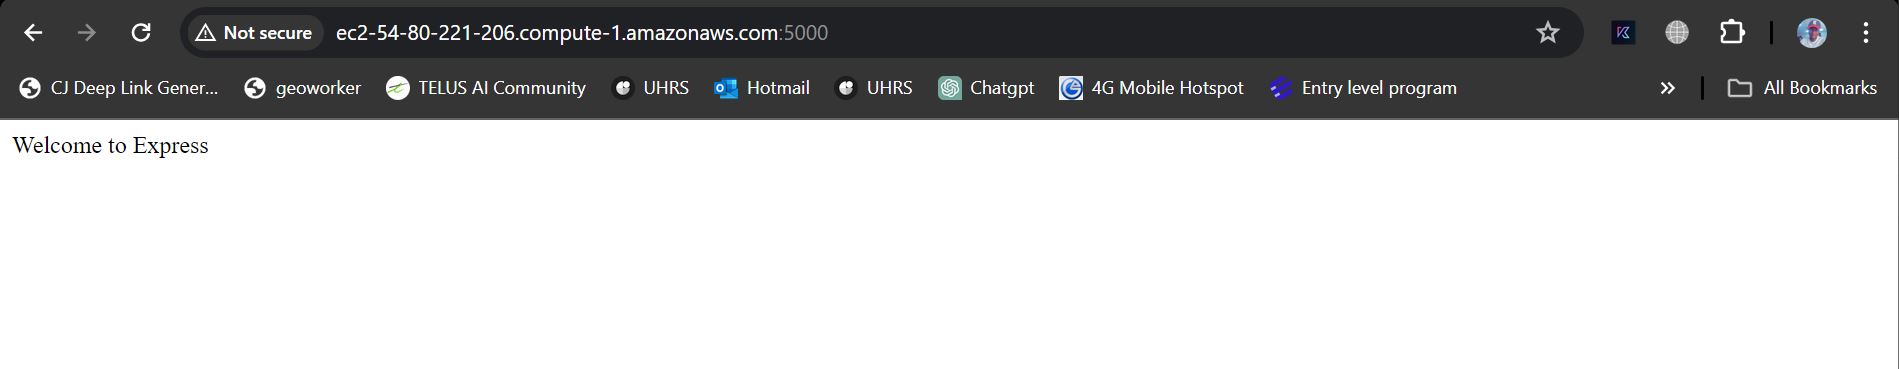 Not secure ec2-54-80-221-206.compute-1.amazonaws.com:5000
CJ Deep Link Gener... geoworker TELUS AI Community UHRS Hotmail UHRS Chatgpt 4G Mobile Hotspot Entry level program » All Bookmarks
Welcome to Express